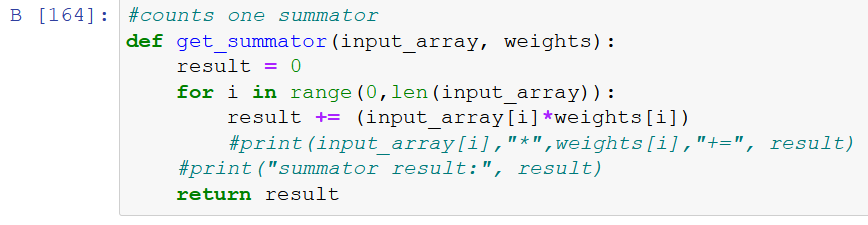 B [164]: #counts one summator
def get_summator(input_array, weights):
    result = 0
    for i in range(0,len(input_array)):
        result += (input_array[i]*weights[i])
        #print(input_array[i],"*",weights[i],"+=", result)
    #print("summator result:", result)
    return result